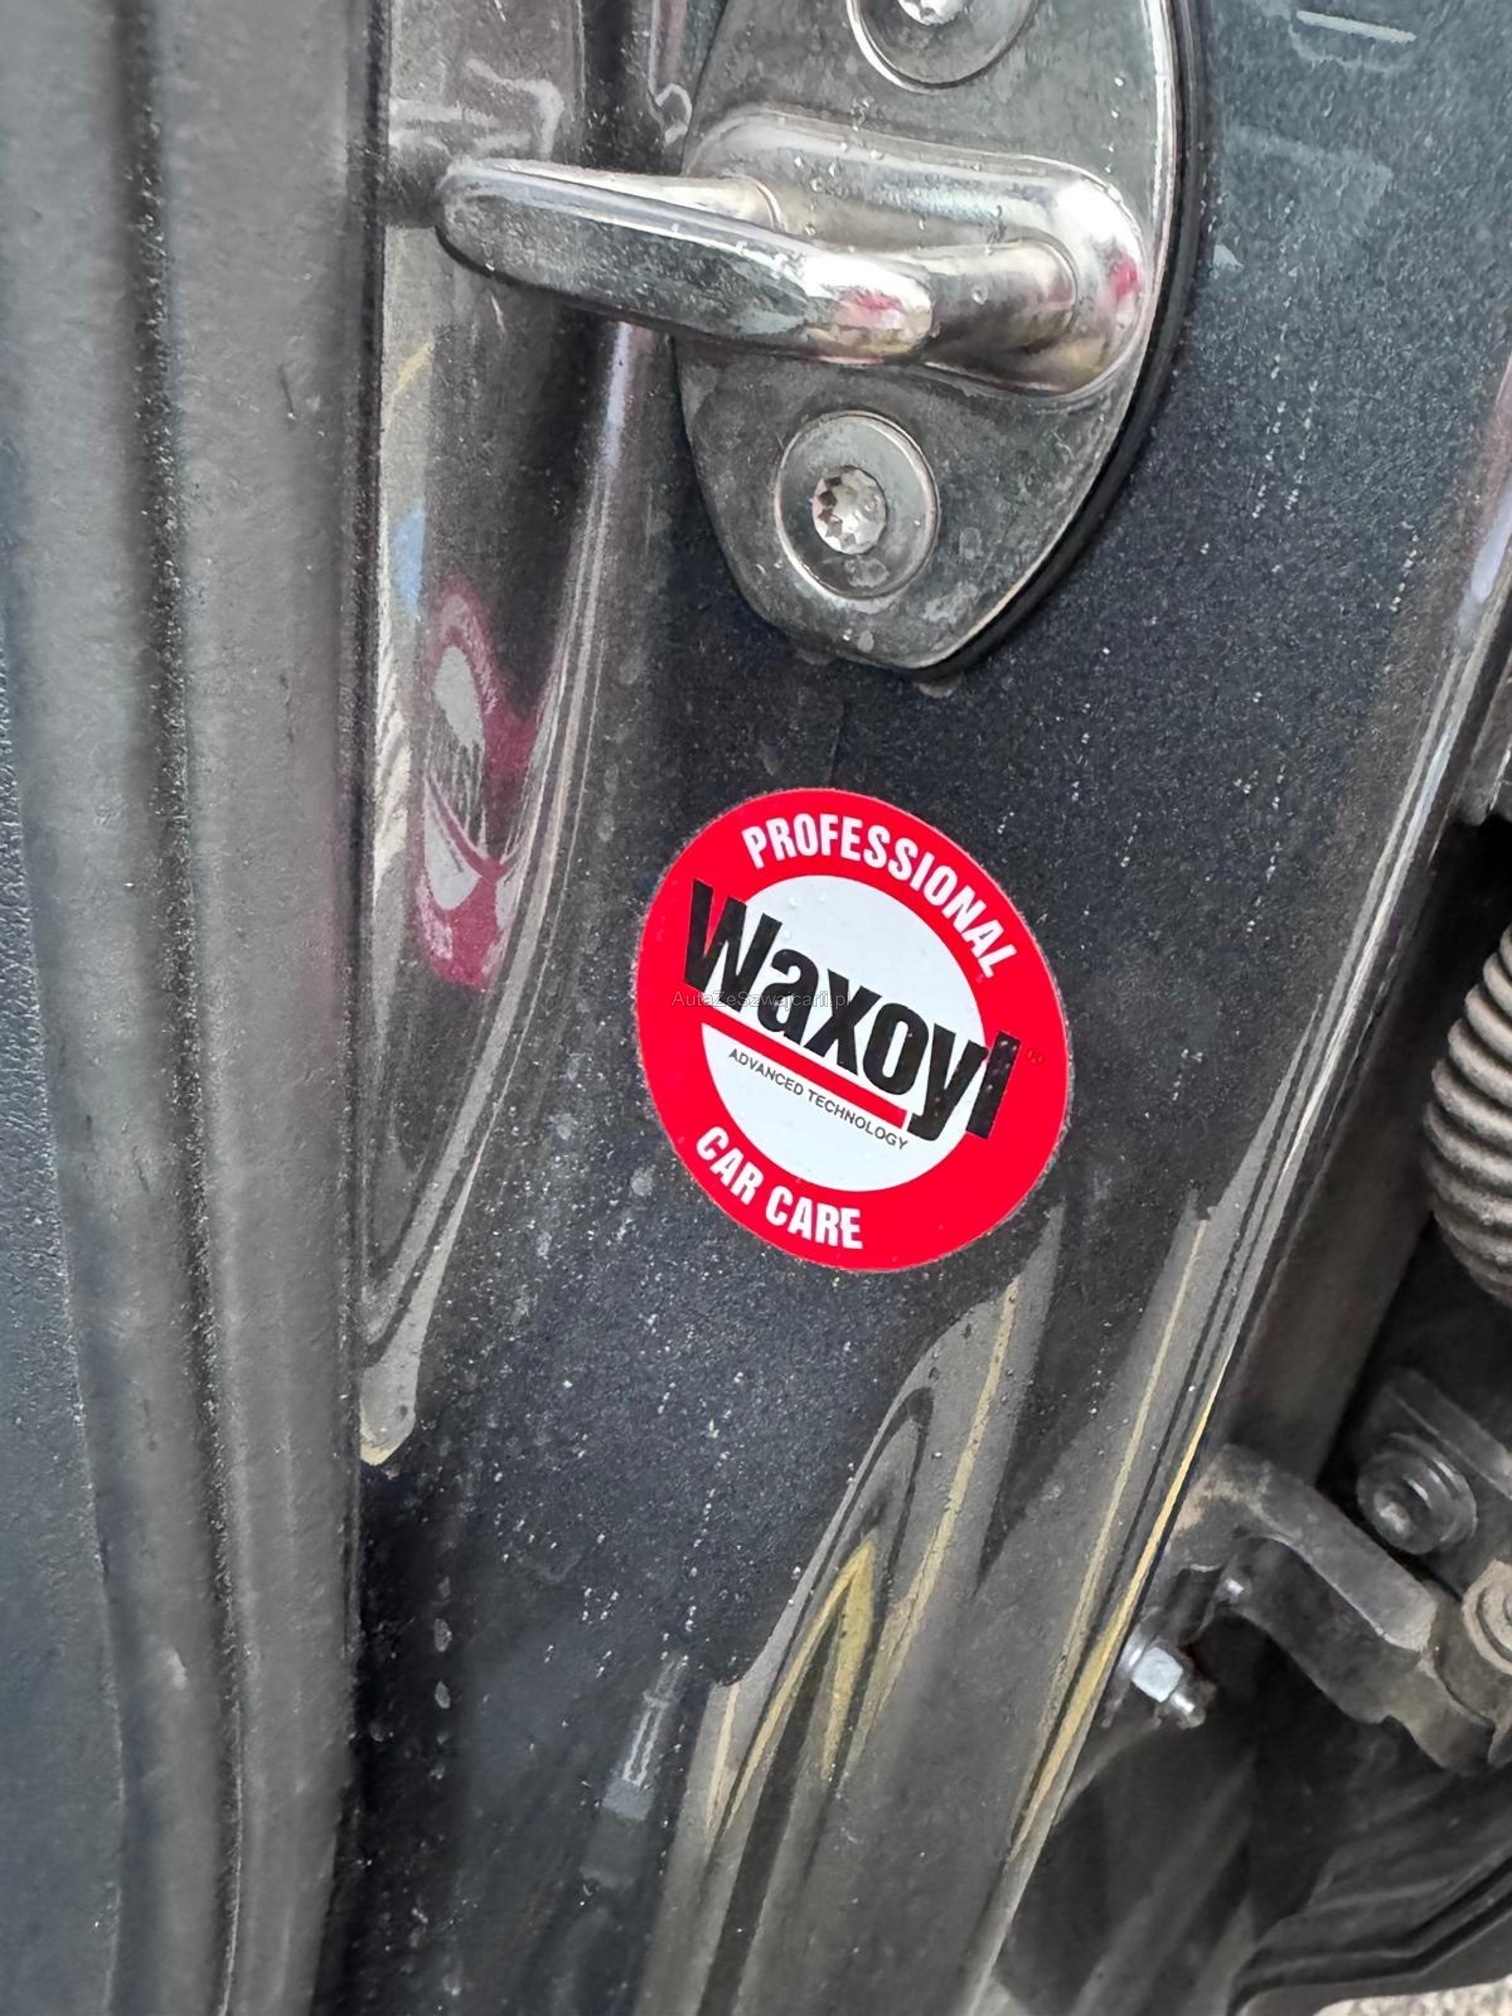 PROFESSIONAL
Waxoyl®
ADVANCED TECHNOLOGY
CAR CARE
AutaZeSzwajcarii.pl